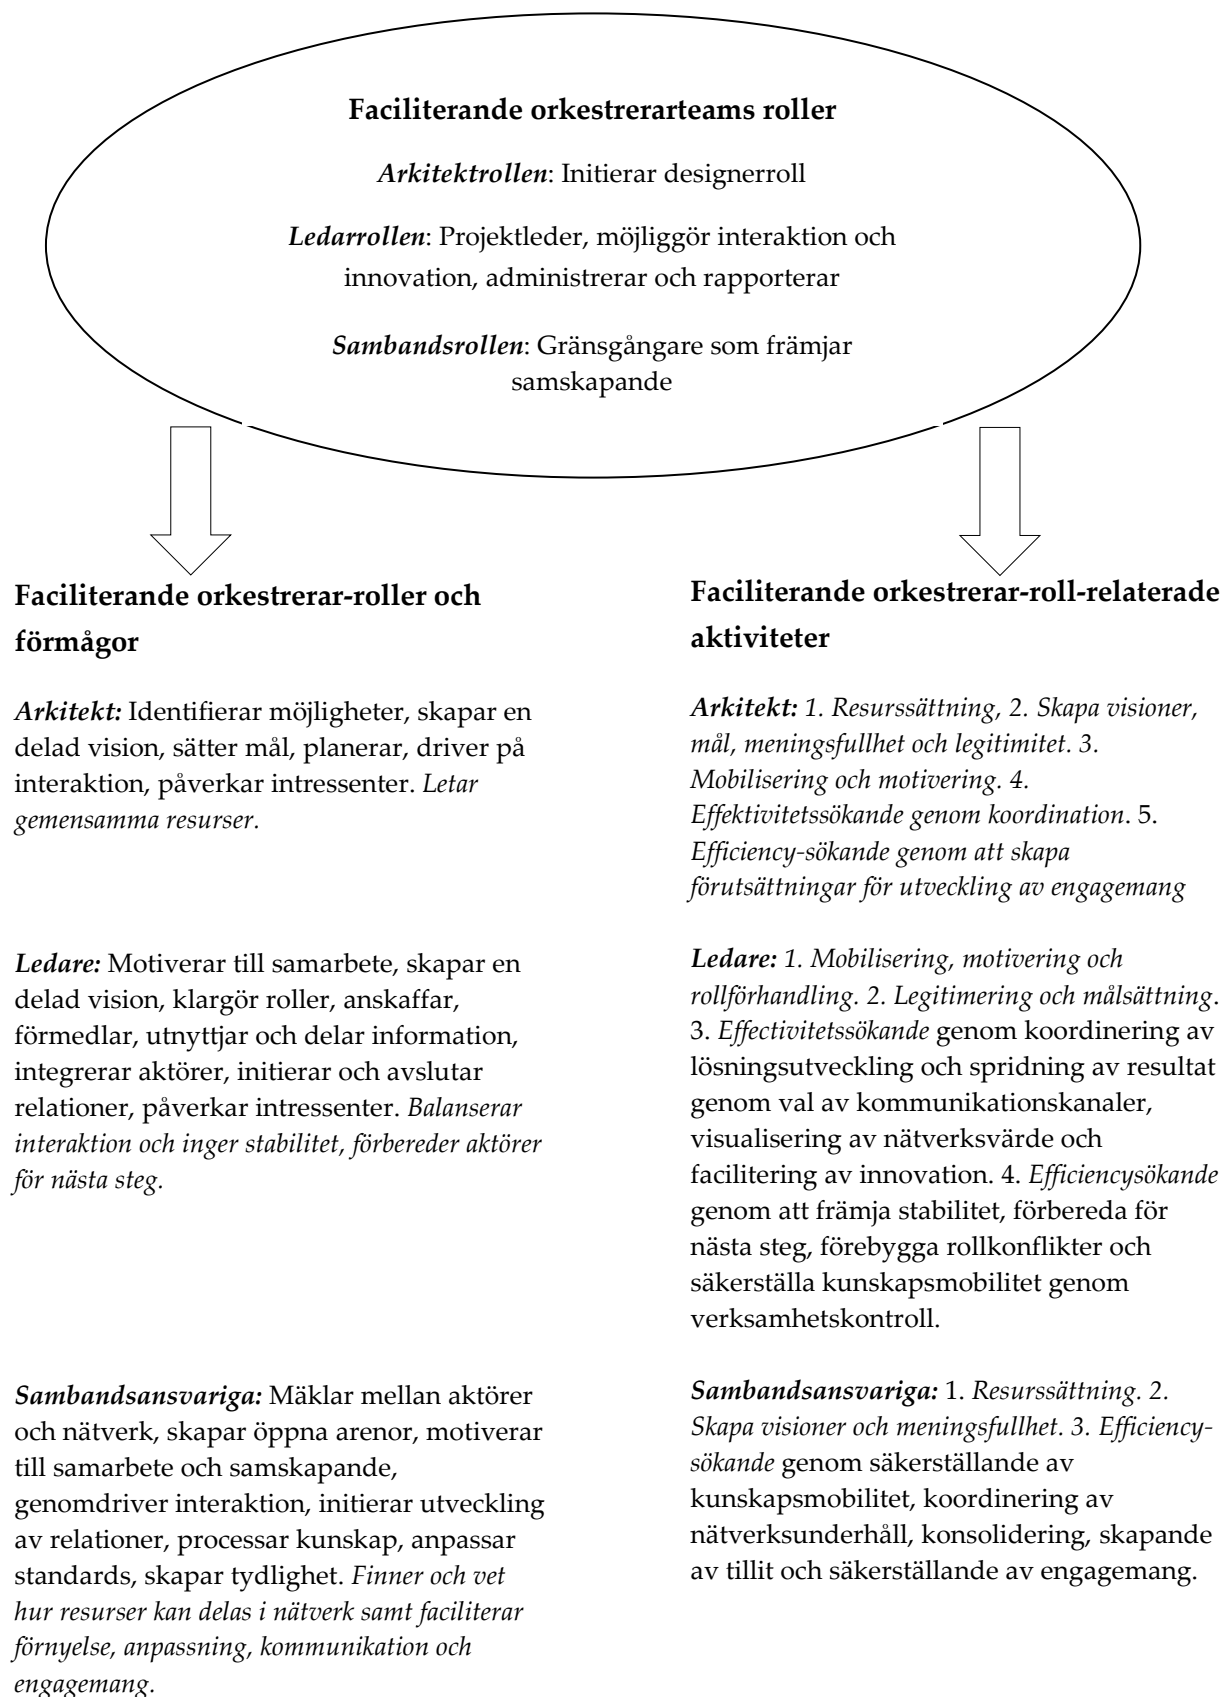 Faciliterande orkestrerarteams roller
Arkitektrollen: Initierar designerroll
Ledarrollen: Projektleder, möjliggör interaktion och
innovation, administrerar och rapporterar
Sambandsrollen: Gränsgångare som främjar
samskapande
Faciliterande orkestrerar-roller och
förmågor
Arkitekt: Identifierar möjligheter, skapar en
delad vision, sätter mål, planerar, driver på
interaktion, påverkar intressenter. Letar
gemensamma resurser.
Ledare: Motiverar till samarbete, skapar en
delad vision, klargör roller, anskaffar,
förmedlar, utnyttjar och delar information,
integrerar aktörer, initierar och avslutar
relationer, påverkar intressenter. Balanserar
interaktion och inger stabilitet, förbereder aktörer
för nästa steg.
Sambandsansvariga: Mäklar mellan aktörer
och nätverk, skapar öppna arenor, motiverar
till samarbete och samskapande,
genomdriver interaktion, initierar utveckling
av relationer, processar kunskap, anpassar
standards, skapar tydlighet. Finner och vet
hur resurser kan delas i nätverk samt faciliterar
förnyelse, anpassning, kommunikation och
engagemang.
Faciliterande orkestrerar-roll-relaterade
aktiviteter
Arkitekt: 1. Resurssättning, 2. Skapa visioner,
mål, meningsfullhet och legitimitet. 3.
Mobilisering och motivering. 4.
Effektivitetssökande genom koordination. 5.
Efficiency-sökande genom att skapa
förutsättningar för utveckling av engagemang
Ledare: 1. Mobilisering, motivering och
rollförhandling. 2. Legitimering och målsättning.
3. Effectivitetssökande genom koordinering av
lösningsutveckling och spridning av resultat
genom val av kommunikationskanaler,
visualisering av nätverksvärde och
facilitering av innovation. 4. Efficiencysökande
genom att främja stabilitet, förbereda för
nästa steg, förebygga rollkonflikter och
säkerställa kunskapsmobilitet genom
verksamhetskontroll.
Sambandsansvariga: 1. Resurssättning. 2.
Skapa visioner och meningsfullhet. 3. Efficiency-
sökande genom säkerställande av
kunskapsmobilitet, koordinering av
nätverksunderhåll, konsolidering, skapande
av tillit och säkerställande av engagemang.